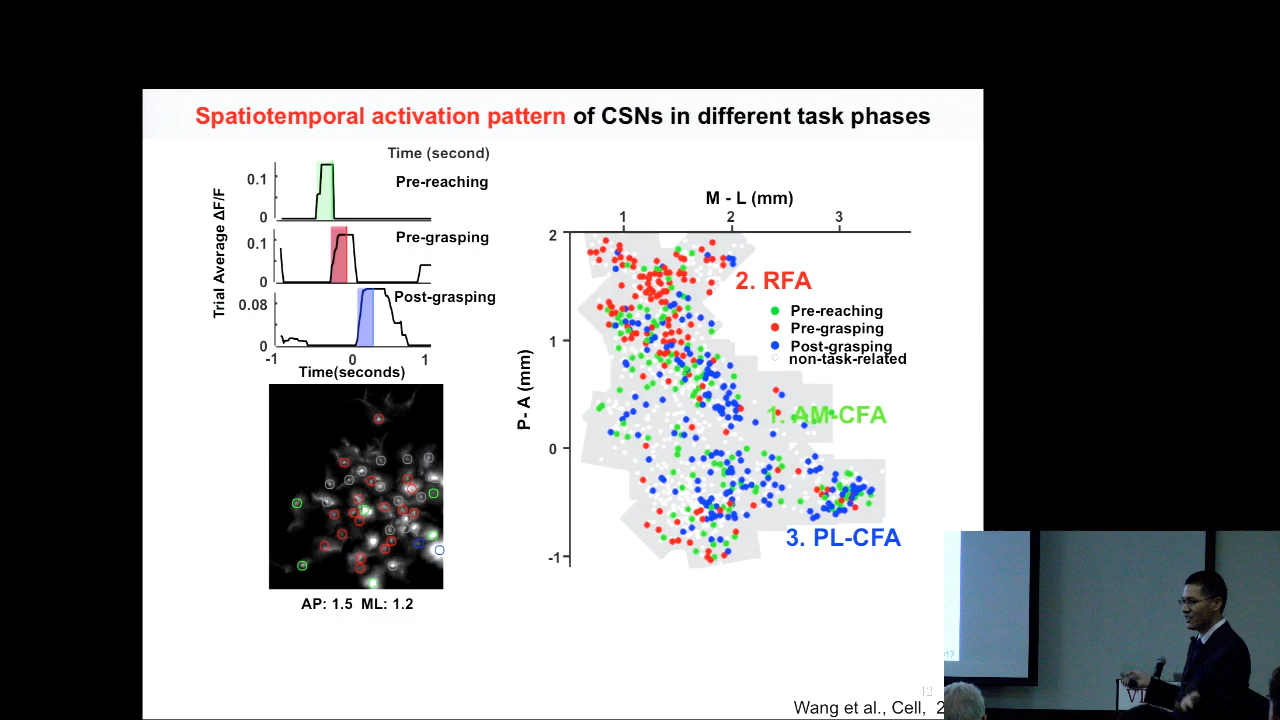 Spatiotemporal activation pattern of CSNs in different task phases
Time (second)
Trial Average ΔF/F
0.1
0
Pre-reaching
0.1
0
Pre-grasping
0.08
0
Post-grasping
-1
0
1
Time(seconds)
AP: 1.5 ML: 1.2
M - L (mm)
1
2
3
P- A (mm)
2
1
0
-1
2. RFA
Pre-reaching
Pre-grasping
Post-grasping
non-task-related
1. AM-CFA
3. PL-CFA
42
Wang et al., Cell, 2